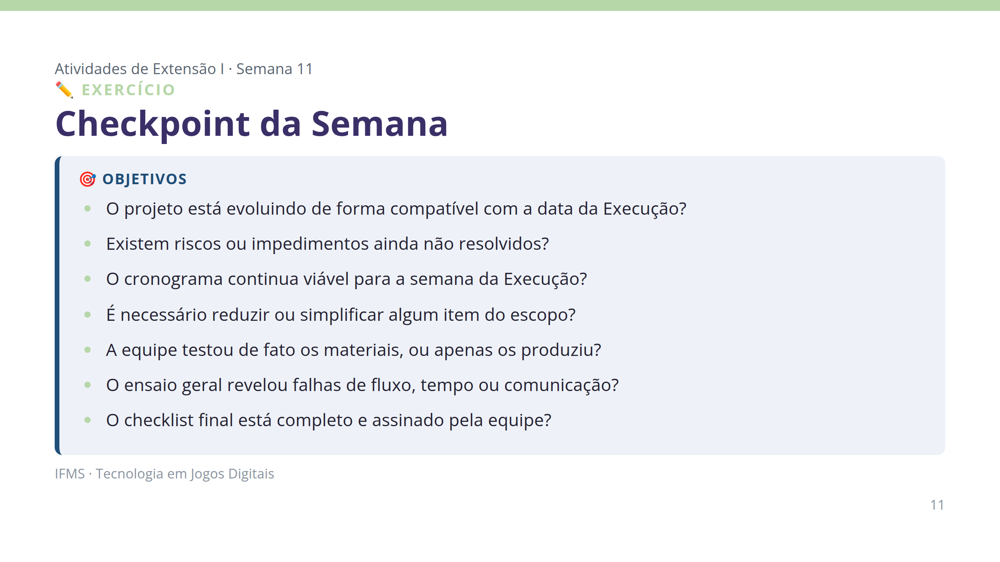 Atividades de Extensão I · Semana 11
✏️ EXERCÍCIO
Checkpoint da Semana
🎯 OBJETIVOS
• O projeto está evoluindo de forma compatível com a data da Execução?
• Existem riscos ou impedimentos ainda não resolvidos?
• O cronograma continua viável para a semana da Execução?
• É necessário reduzir ou simplificar algum item do escopo?
• A equipe testou de fato os materiais, ou apenas os produziu?
• O ensaio geral revelou falhas de fluxo, tempo ou comunicação?
• O checklist final está completo e assinado pela equipe?
IFMS · Tecnologia em Jogos Digitais
11